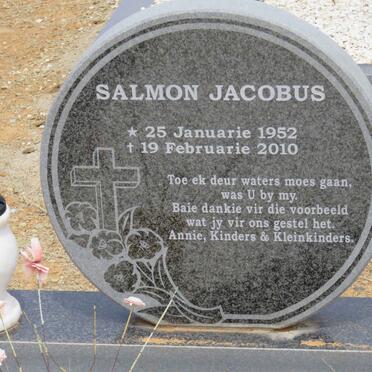 SALMON JACOBUS
★ 25 Januarie 1952
✝ 19 Februarie 2010
Toe ek deur waters moes gaan,
was U by my.
Baie dankie vir die voorbeeld
wat jy vir ons gestel het.
Annie, Kinders & Kleinkinders.